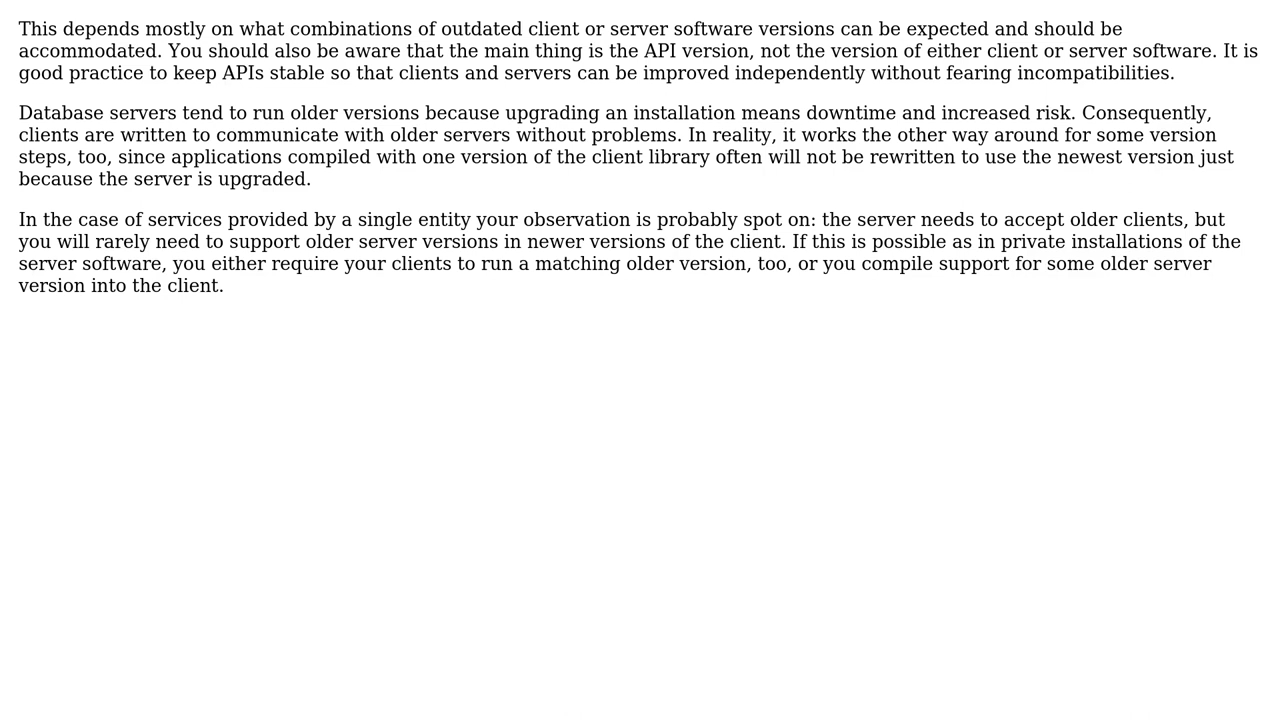 This depends mostly on what combinations of outdated client or server software versions can be expected and should be
accommodated. You should also be aware that the main thing is the API version, not the version of either client or server software. It is
good practice to keep APIs stable so that clients and servers can be improved independently without fearing incompatibilities.
Database servers tend to run older versions because upgrading an installation means downtime and increased risk. Consequently,
clients are written to communicate with older servers without problems. In reality, it works the other way around for some version
steps, too, since applications compiled with one version of the client library often will not be rewritten to use the newest version just
because the server is upgraded.
In the case of services provided by a single entity your observation is probably spot on: the server needs to accept older clients, but
you will rarely need to support older server versions in newer versions of the client. If this is possible as in private installations of the
server software, you either require your clients to run a matching older version, too, or you compile support for some older server
version into the client.